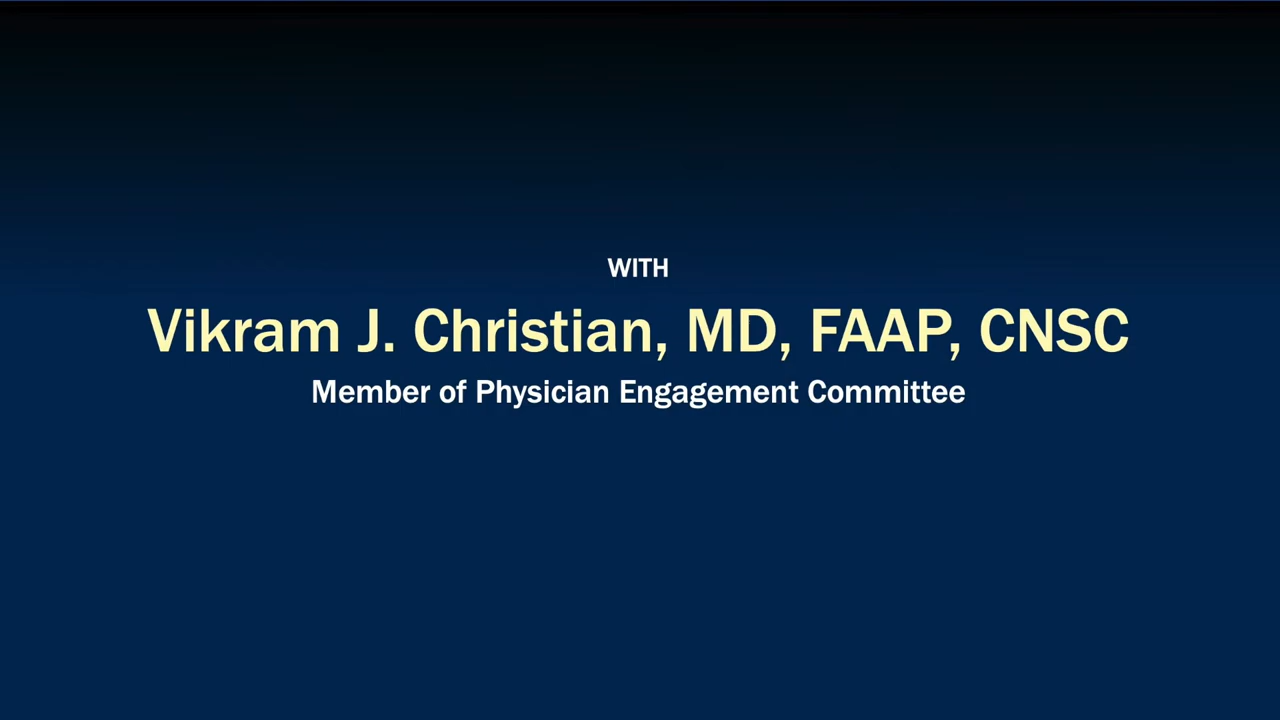 WITH
Vikram J. Christian, MD, FAAP, CNSC
Member of Physician Engagement Committee